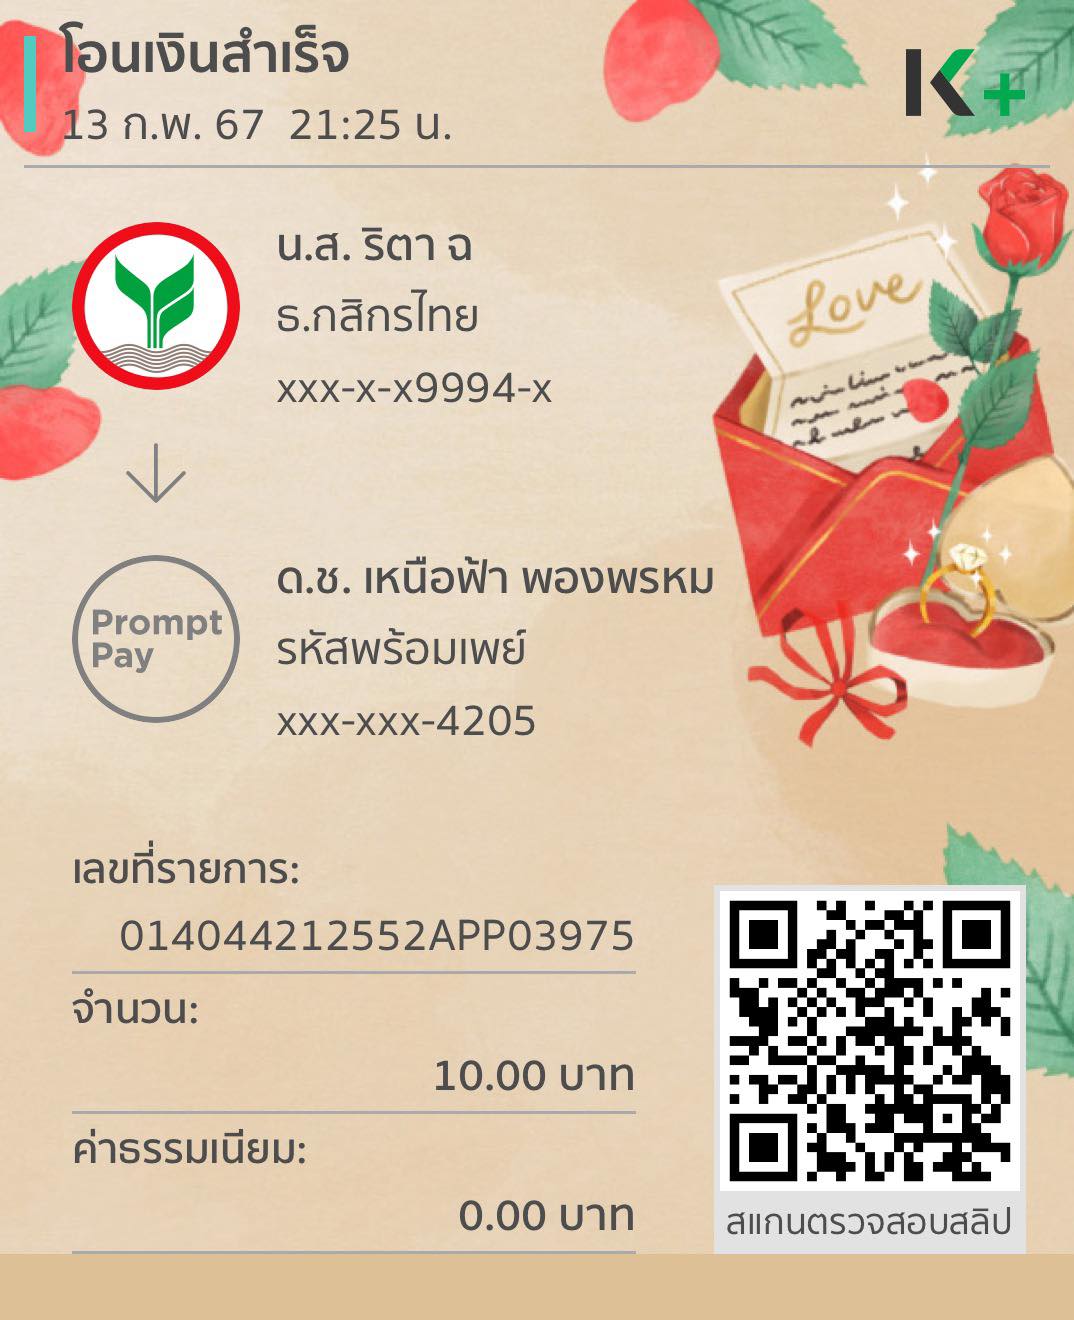 โอนเงินสำเร็จ
13 ก.พ. 67 21:25 น.
K+
น.ส. ริตา ฉ
ธ.กสิกรไทย
xxx-x-x9994-x
Love
Prompt
Pay
ด.ช. เหนือฟ้า พองพรหม
รหัสพร้อมเพย์
xxx-xxx-4205
เลขที่รายการ:
014044212552APP03975
จำนวน:
10.00 บาท
ค่าธรรมเนียม:
0.00 บาท
สแกนตรวจสอบสลิป